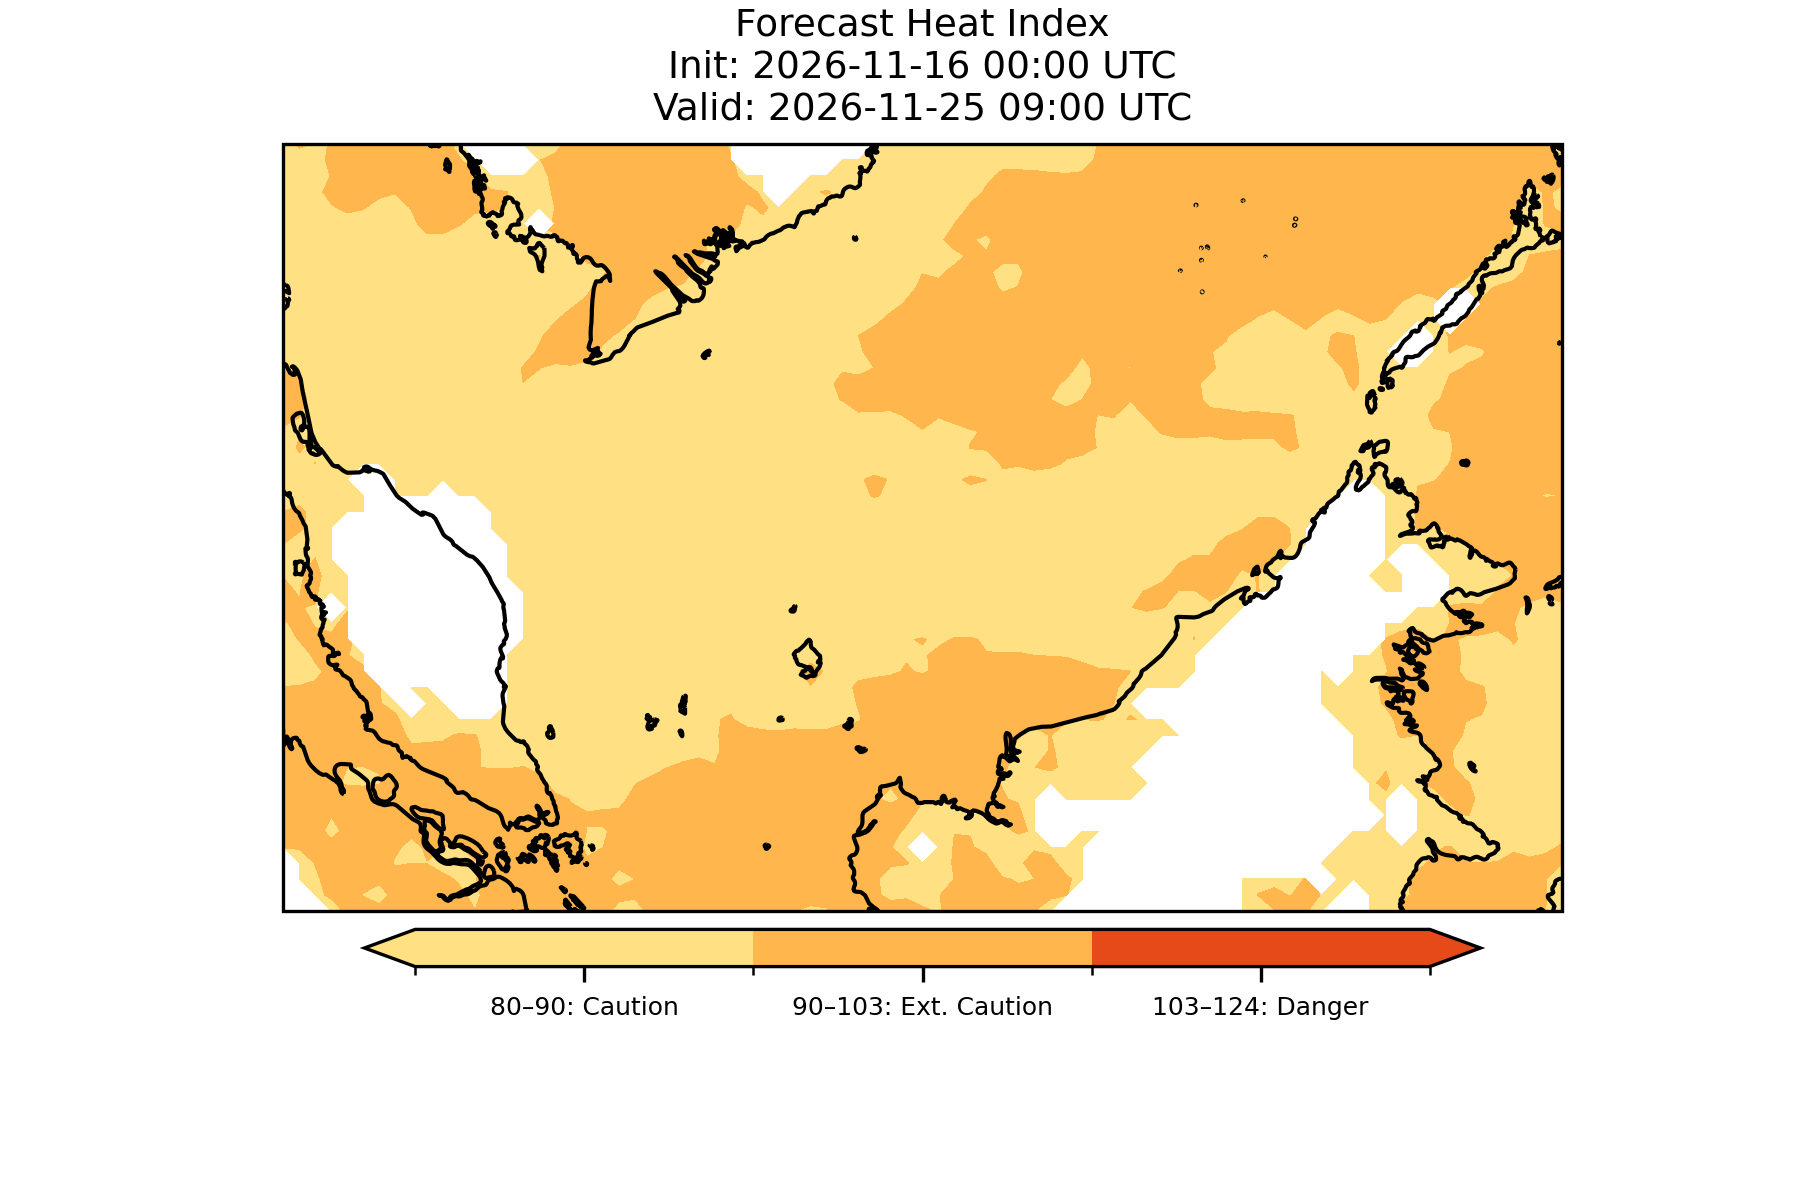 Forecast Heat Index
Init: 2026-11-16 00:00 UTC
Valid: 2026-11-25 09:00 UTC
80–90: Caution
90–103: Ext. Caution
103–124: Danger